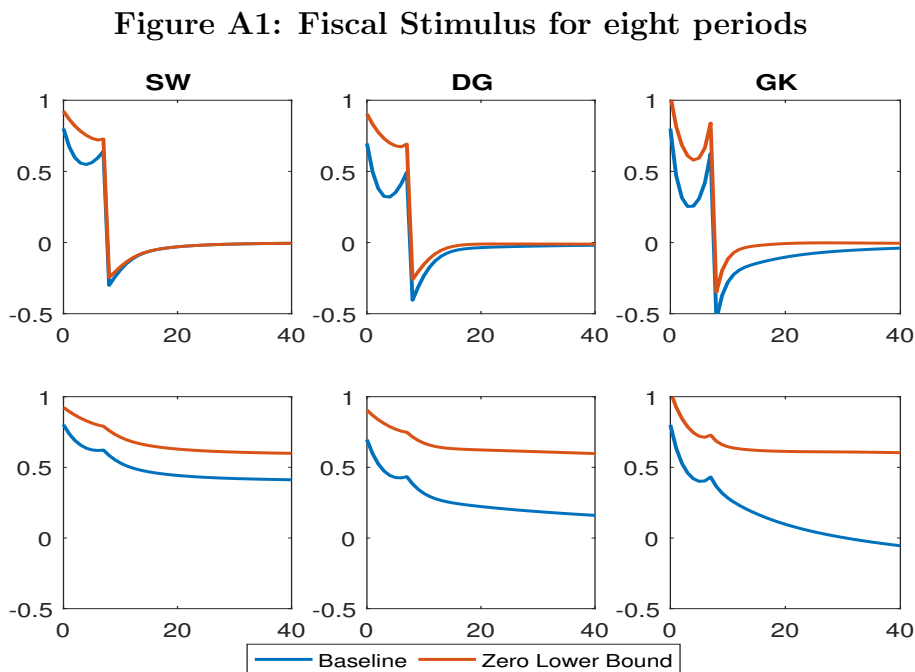 Figure A1: Fiscal Stimulus for eight periods
SW DG GK
1 1 1
0.5 0.5 0.5
0 0 0
-0.5 -0.5 -0.5
0 20 40 0 20 40 0 20 40
1 1 1
0.5 0.5 0.5
0 0 0
-0.5 -0.5 -0.5
0 20 40 0 20 40 0 20 40
Baseline Zero Lower Bound